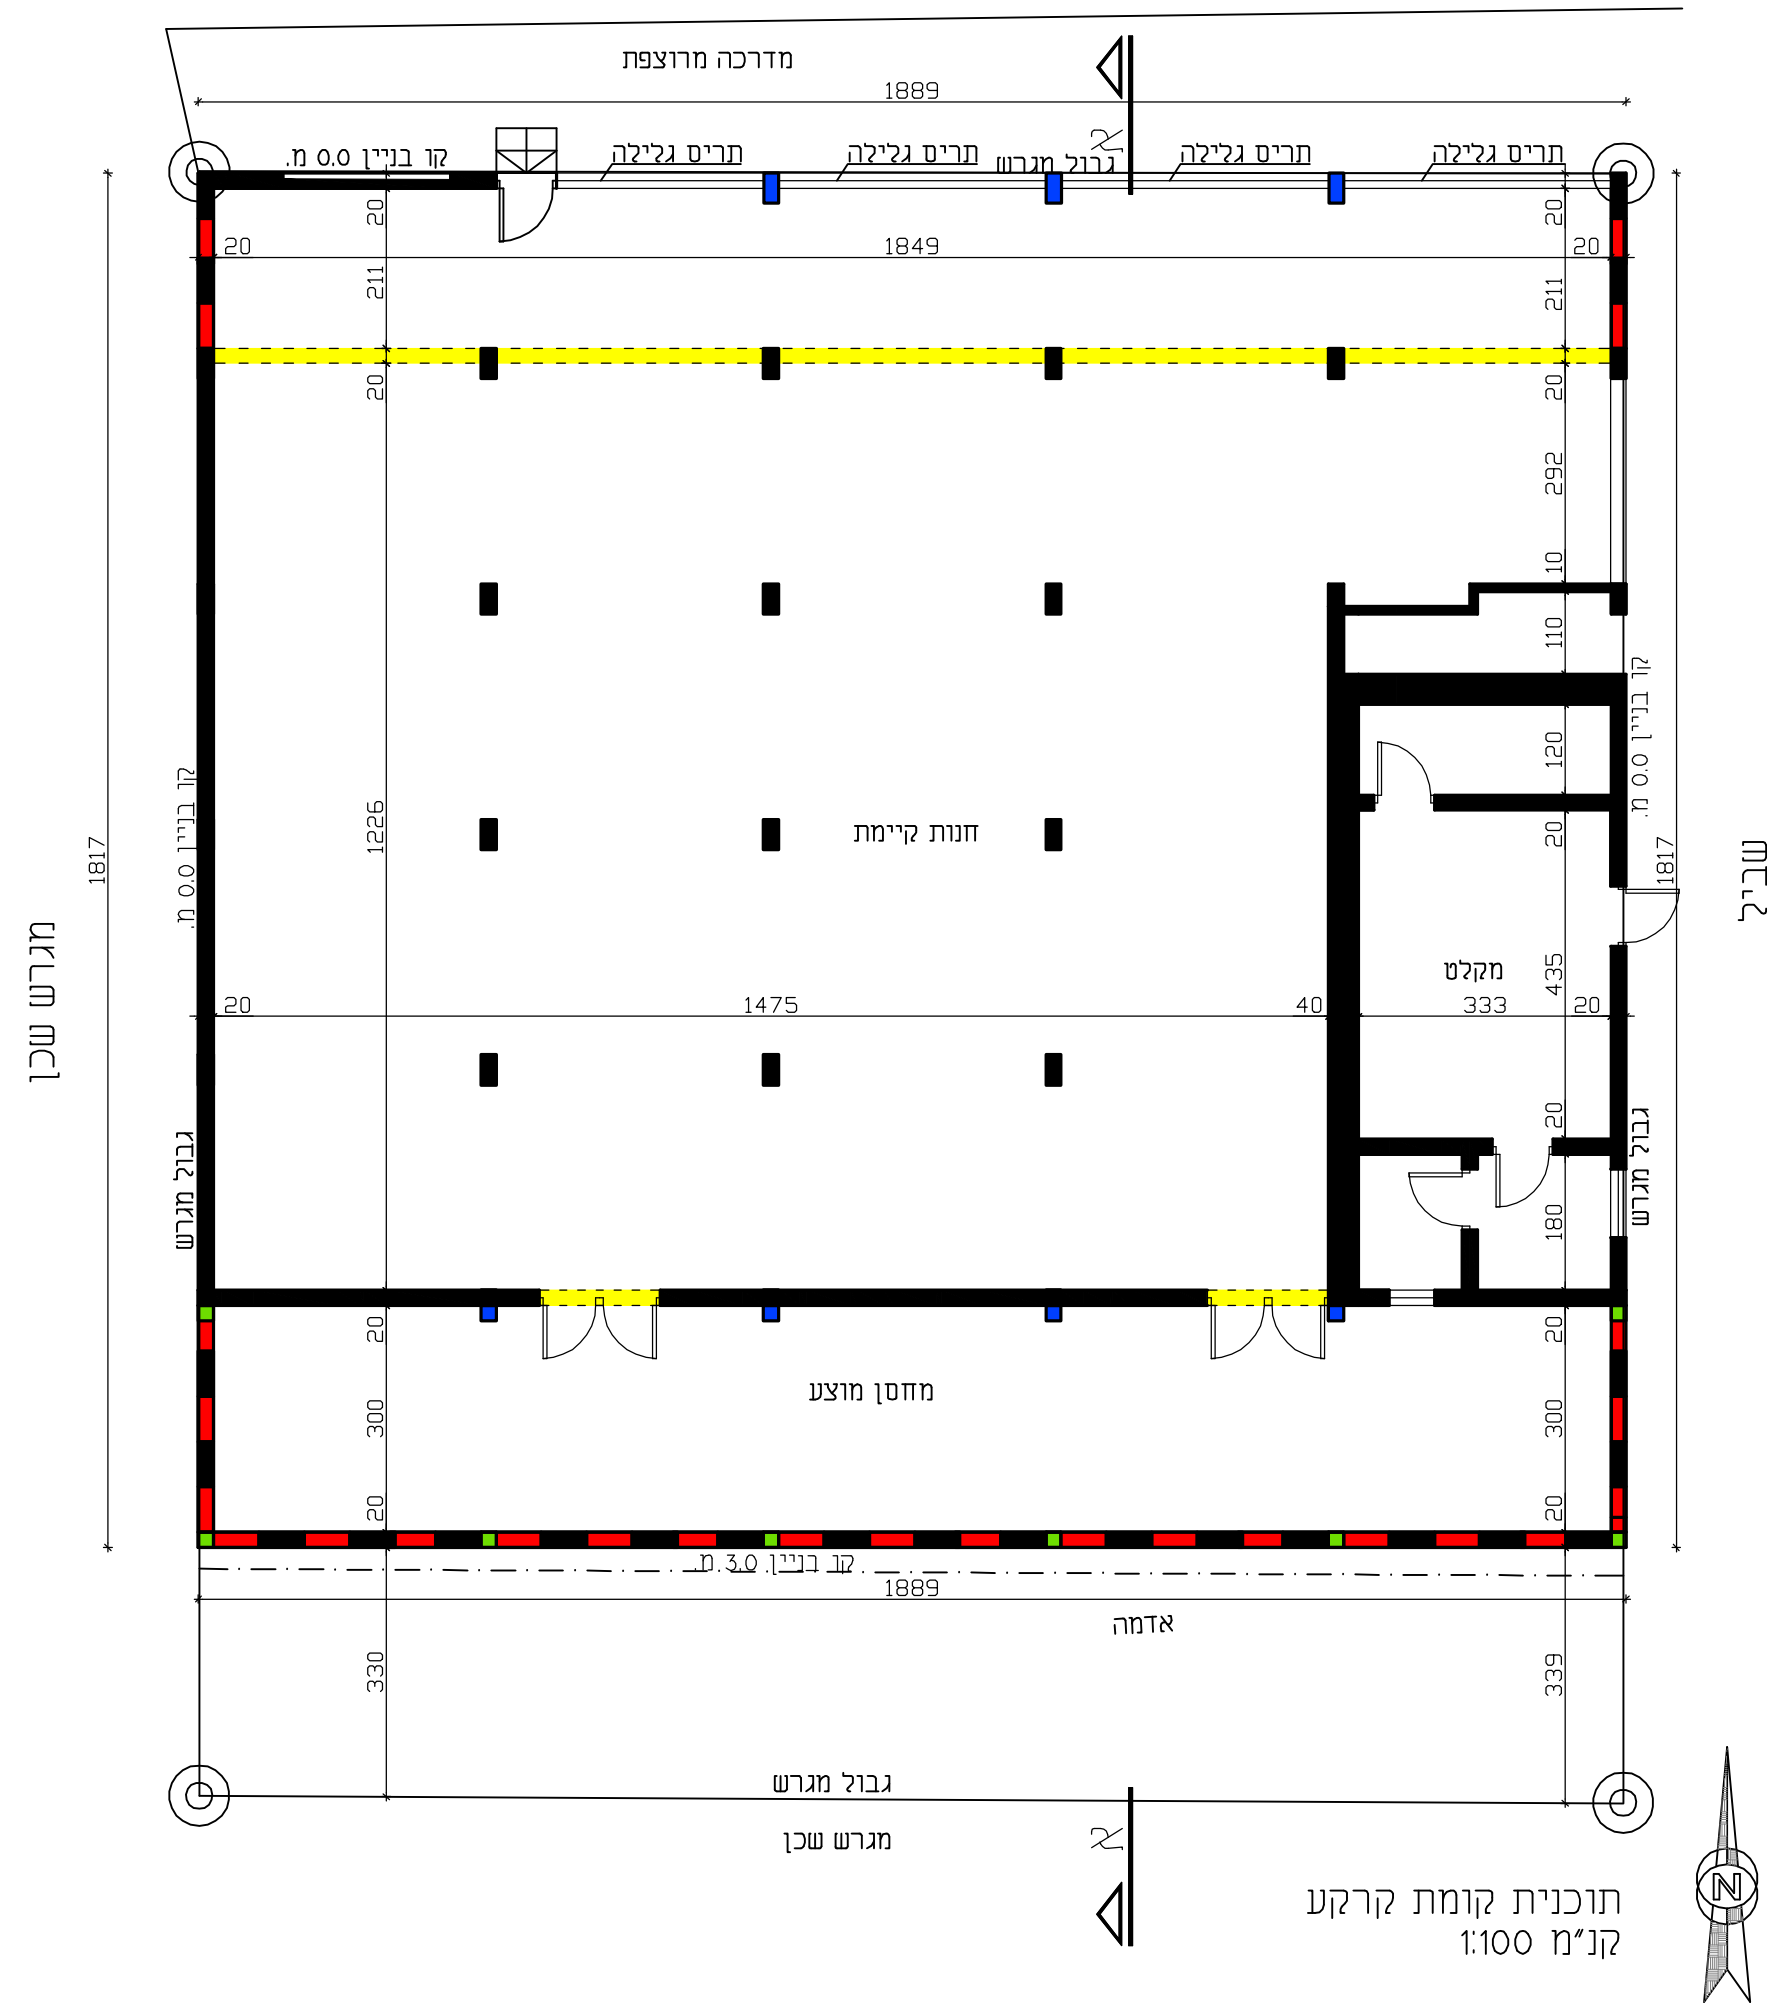 מדרכה מרוצפת
1889
א
קו בניין 0.0 מ.
תריס גלילה
תריס גלילה
גבול מגרש
תריס גלילה
תריס גלילה
20
20
20
1849
20
211
211
20
20
292
10
110
קו בניין 0.0 מ.
120
קו בניין 0.0 מ.
1817
1226
חנות קיימת
20
1817
שביל
מגרש שכן
מקלט
435
20
1475
40
333
20
20
גבול מגרש
גבול מגרש
180
20
20
מחסן מוצע
300
300
20
20
קו בניין 3.0 מ.
1889
אדמה
330
339
גבול מגרש
מגרש שכן
א
N
תוכנית קומת קרקע
קנ"מ 1:100